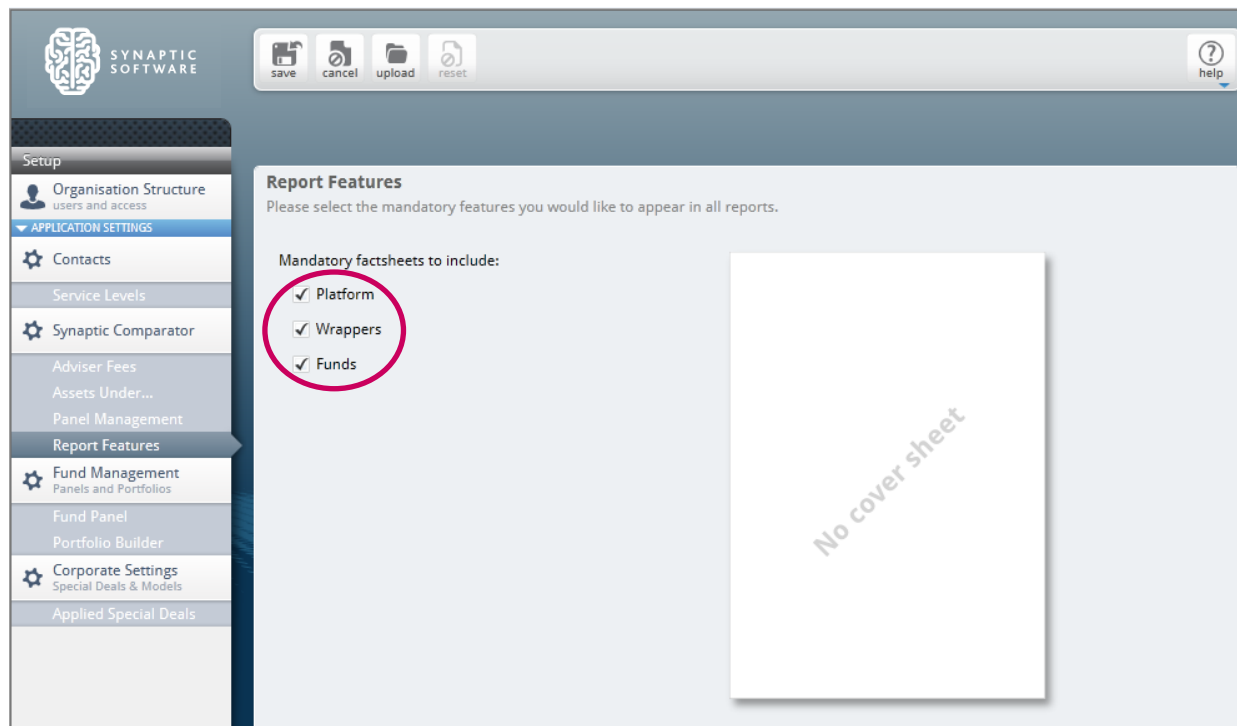 SYNAPTIC
SOFTWARE
save
cancel
upload
reset
help
Setup
Organisation Structure
users and access
APPLICATION SETTINGS
Contacts
Service Levels
Synaptic Comparator
Adviser Fees
Assets Under...
Panel Management
Report Features
Fund Management
Panels and Portfolios
Fund Panel
Portfolio Builder
Corporate Settings
Special Deals & Models
Applied Special Deals
Report Features
Please select the mandatory features you would like to appear in all reports.
Mandatory factsheets to include:
Platform
Wrappers
Funds
No cover sheet